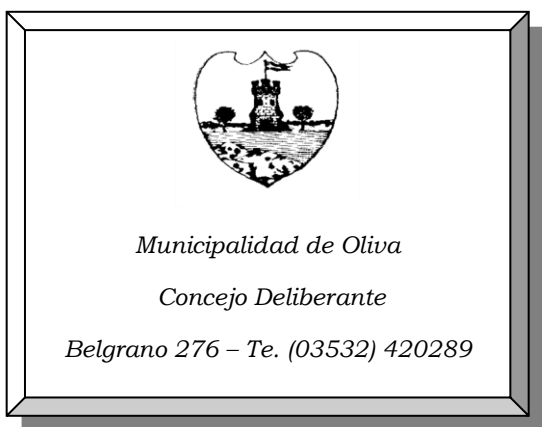 Municipalidad de Oliva
Concejo Deliberante
Belgrano 276 – Te. (03532) 420289